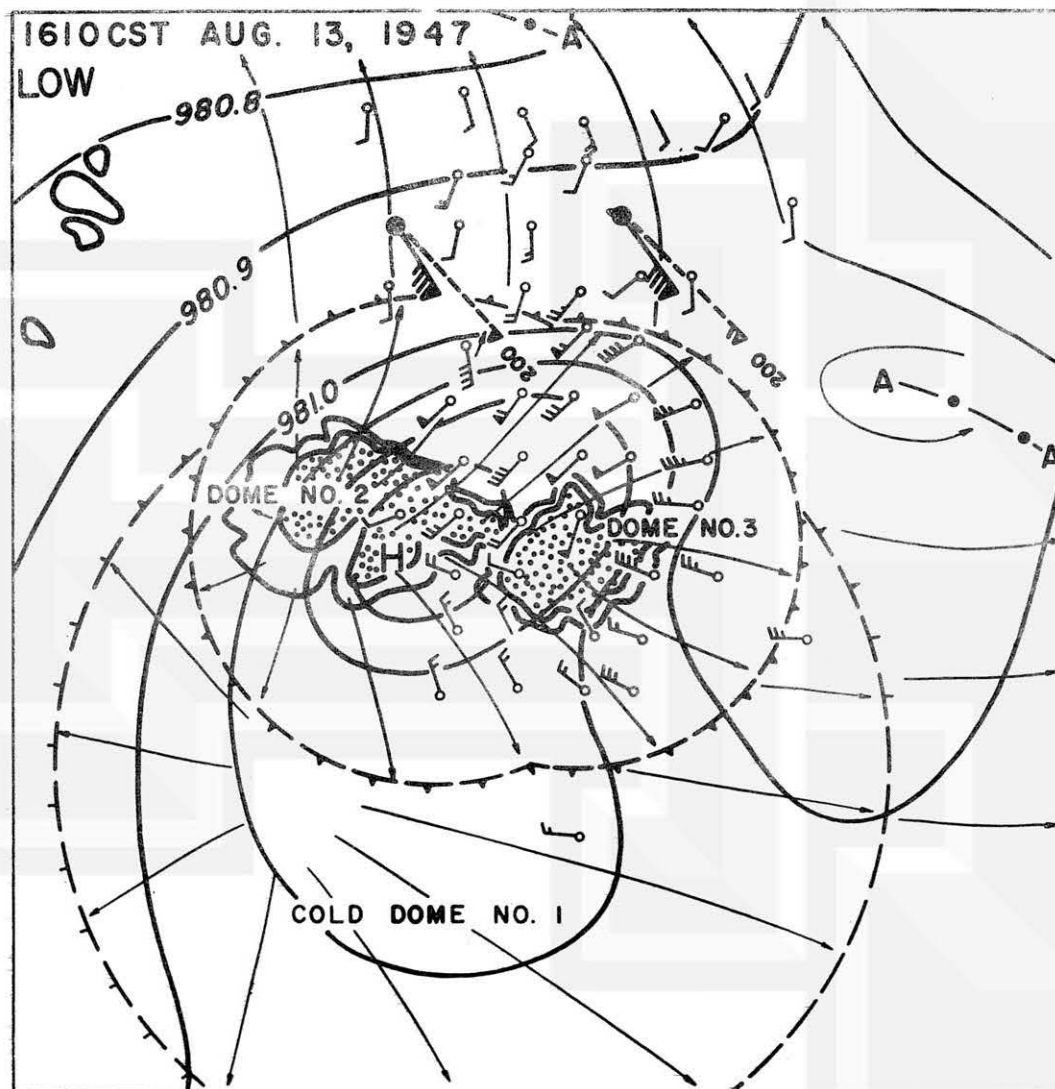 1610 CST AUG. 13, 1947
A
LOW
980.8
980.9
200
200
A
981.0
A
DOME NO. 2
DOME NO.3
H
COLD DOME NO. 1